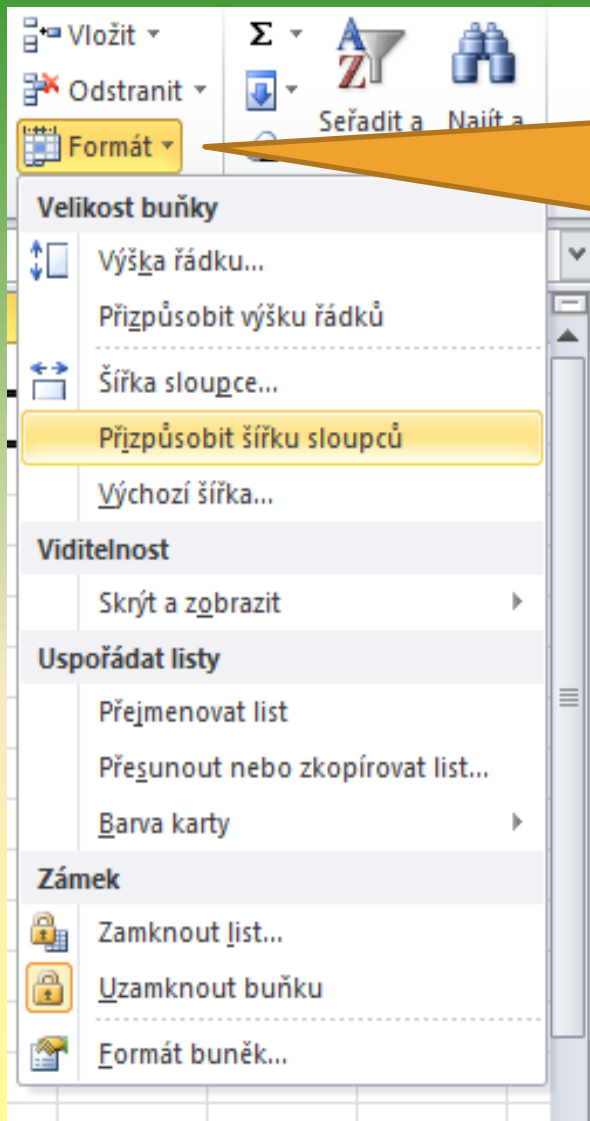 Vložit
Σ
A
Z
Odstranit
Seřadit a Najít a
Formát
Velikost buňky
Výška řádku...
Přizpůsobit výšku řádků
Šířka sloupce...
Přizpůsobit šířku sloupců
Výchozí šířka...
Viditelnost
Skrýt a zobrazit
Uspořádat listy
Přejmenovat list
Přesunout nebo zkopírovat list...
Barva karty
Zámek
Zamknout list...
Uzamknout buňku
Formát buněk...